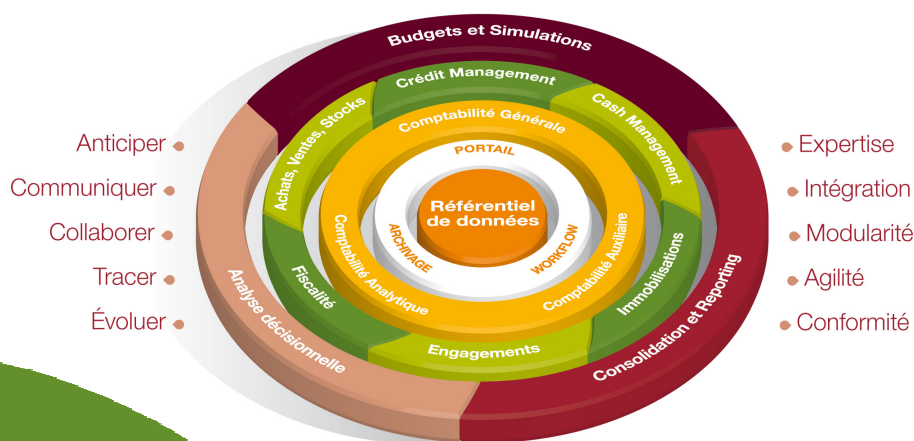 Budgets et Simulations
Crédit Management
Cash Management
Achats, Ventes, Stocks
Comptabilité Générale
PORTAIL
Référentiel
de données
ARCHIVAGE
WORKFLOW
Comptabilité Analytique
Comptabilité Auxiliaire
Fiscalité
Immobilisations
Engagements
Analyse décisionnelle
Consolidation et Reporting
Anticiper
Communiquer
Collaborer
Tracer
Évoluer
Expertise
Intégration
Modularité
Agilité
Conformité